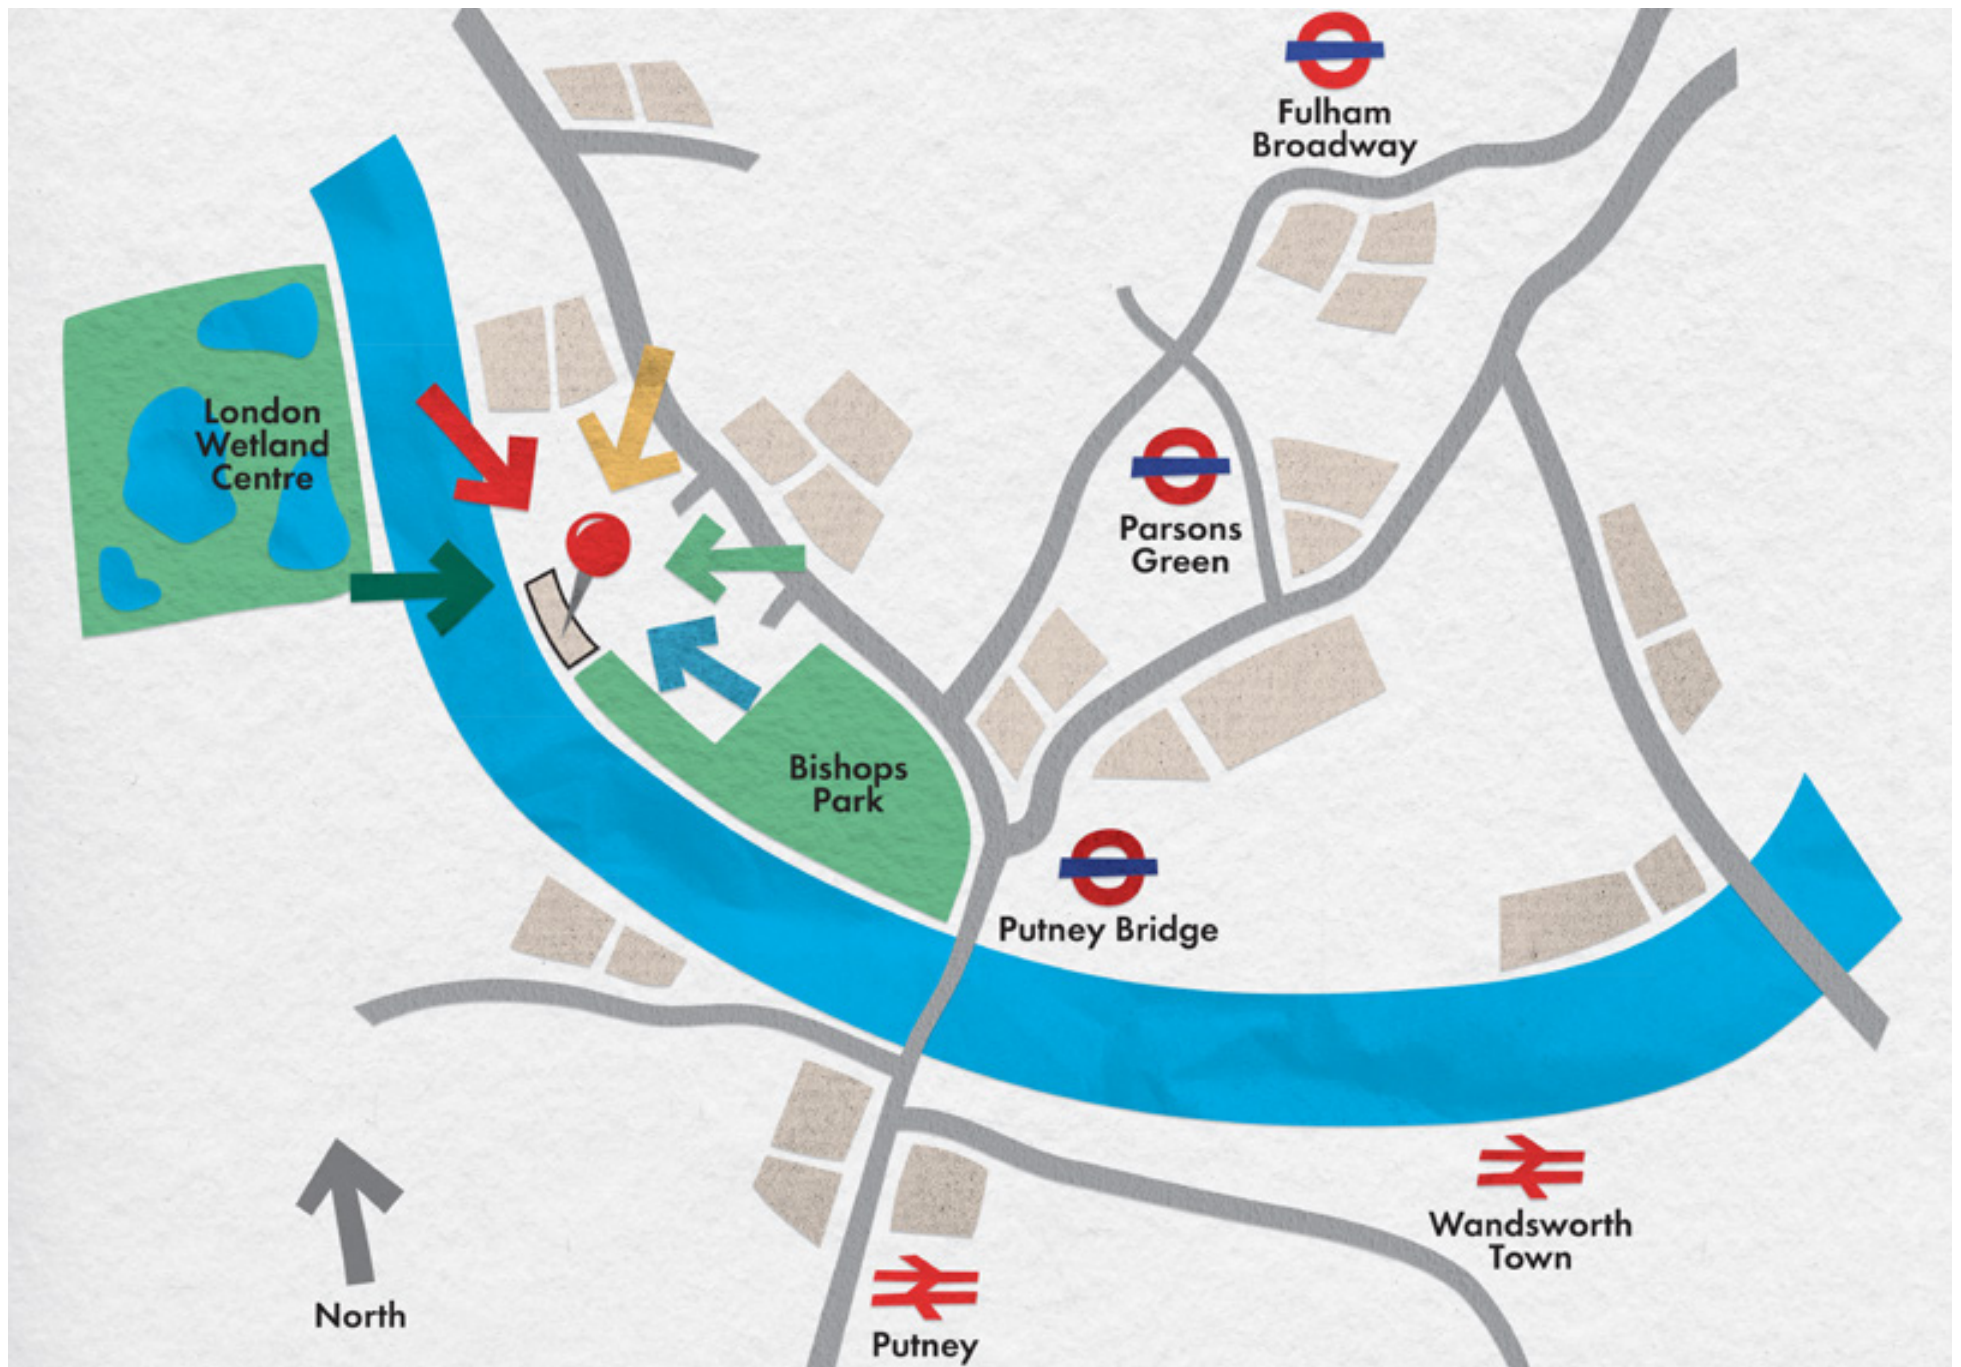 Fulham
Broadway
London
Wetland
Centre
Parsons
Green
Bishops
Park
Putney Bridge
Wandsworth
Town
North
Putney